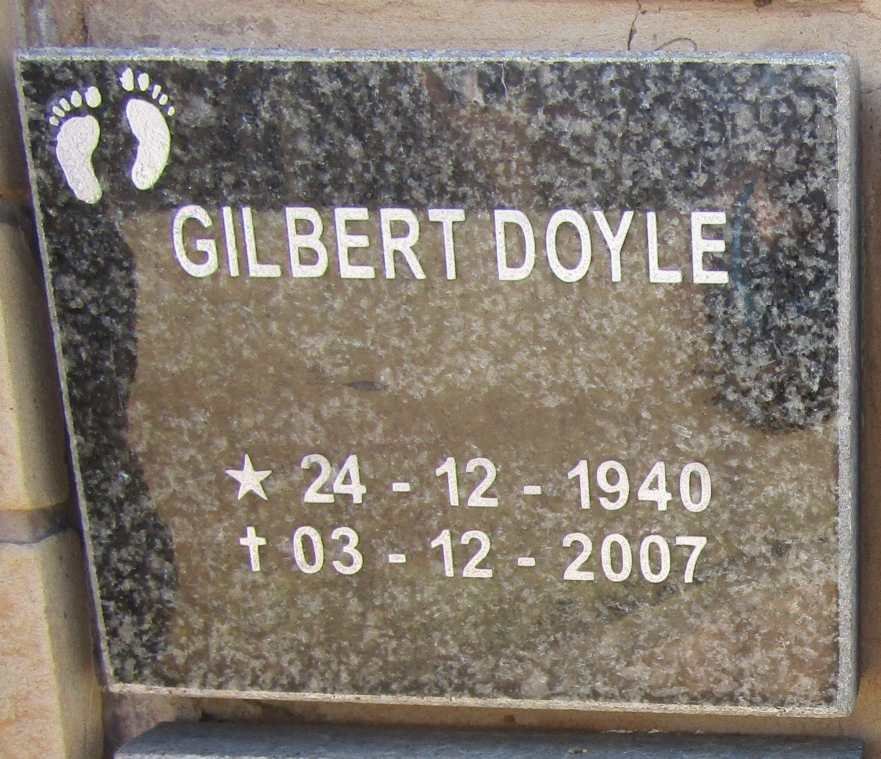 GILBERT DOYLE
★ 24 - 12 - 1940
✝ 03 - 12 - 2007